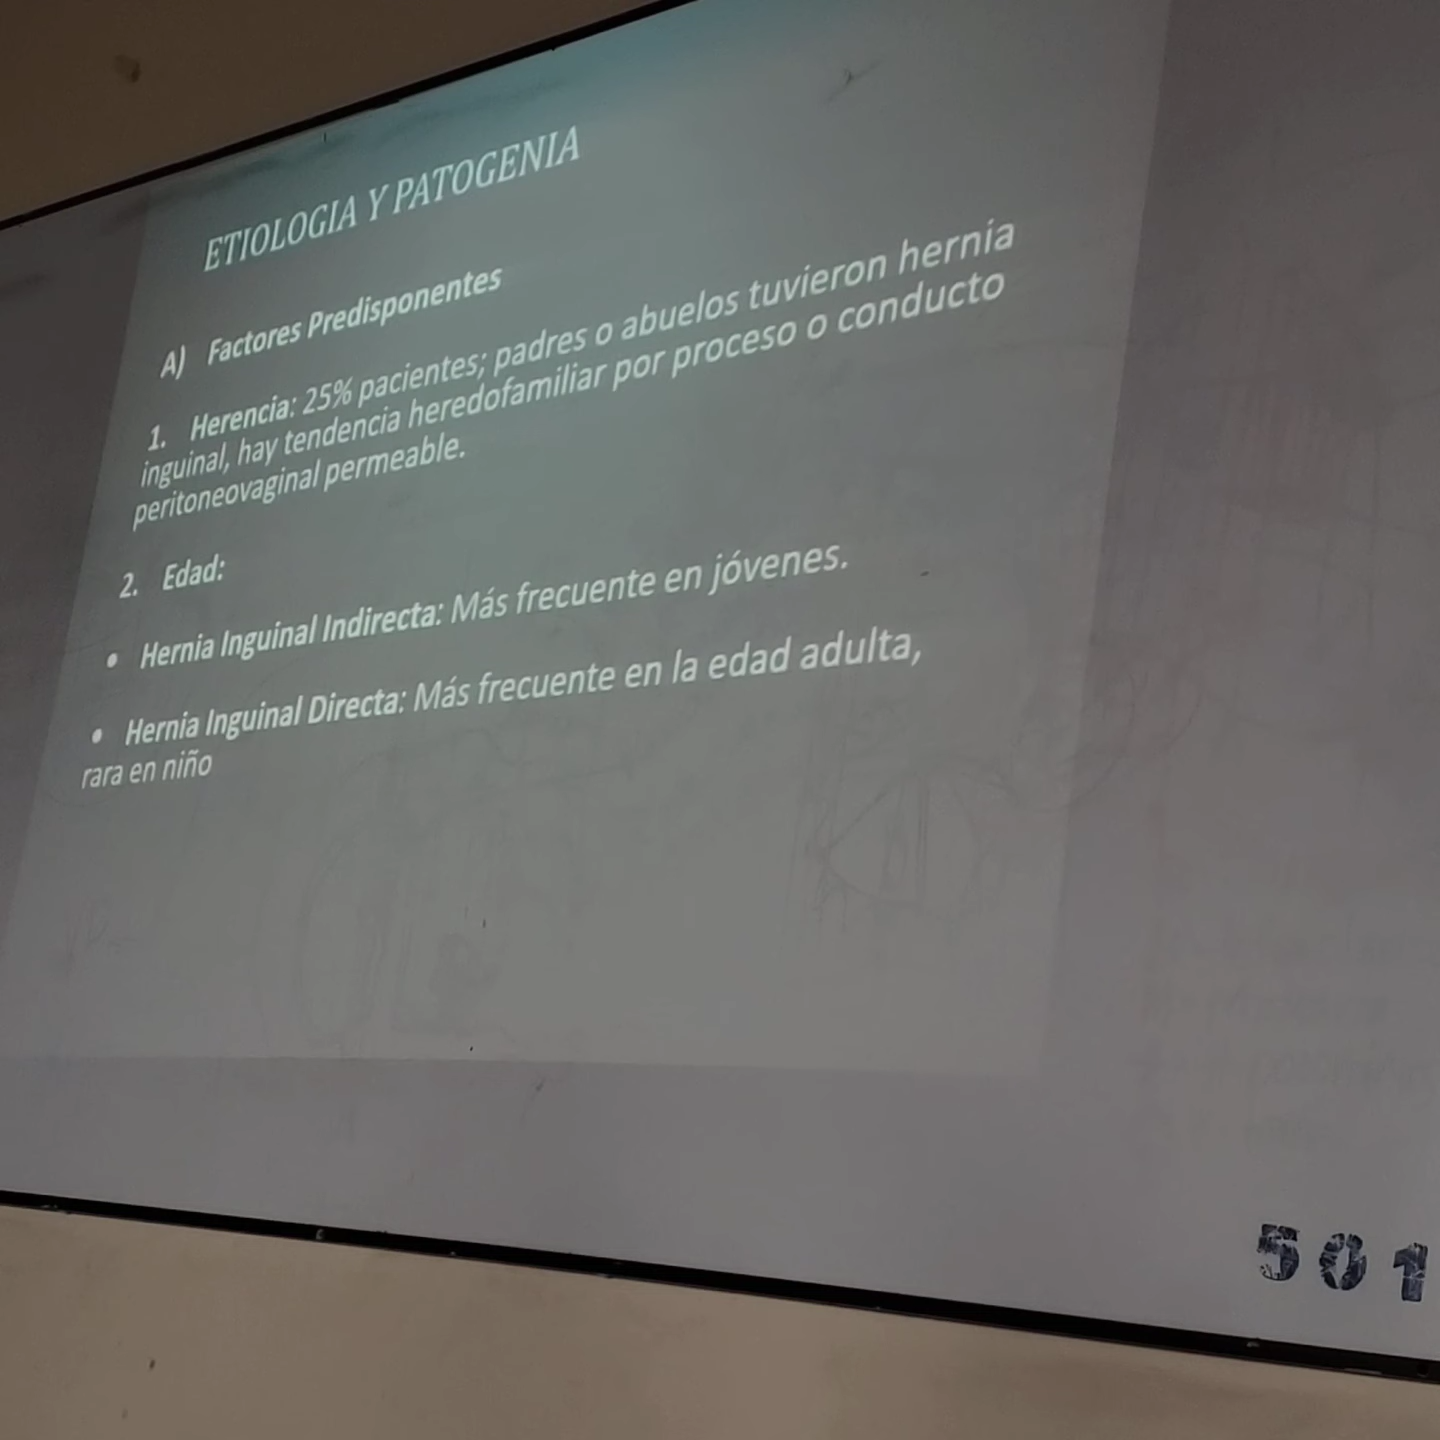 ETIOLOGIA Y PATOGENIA
A) Factores Predisponentes
1. Herencia: 25% pacientes; padres o abuelos tuvieron hernia
inguinal, hay tendencia heredofamiliar por proceso o conducto
peritoneovaginal permeable.
2. Edad:
• Hernia Inguinal Indirecta: Más frecuente en jóvenes.
• Hernia Inguinal Directa: Más frecuente en la edad adulta,
rara en niño
501